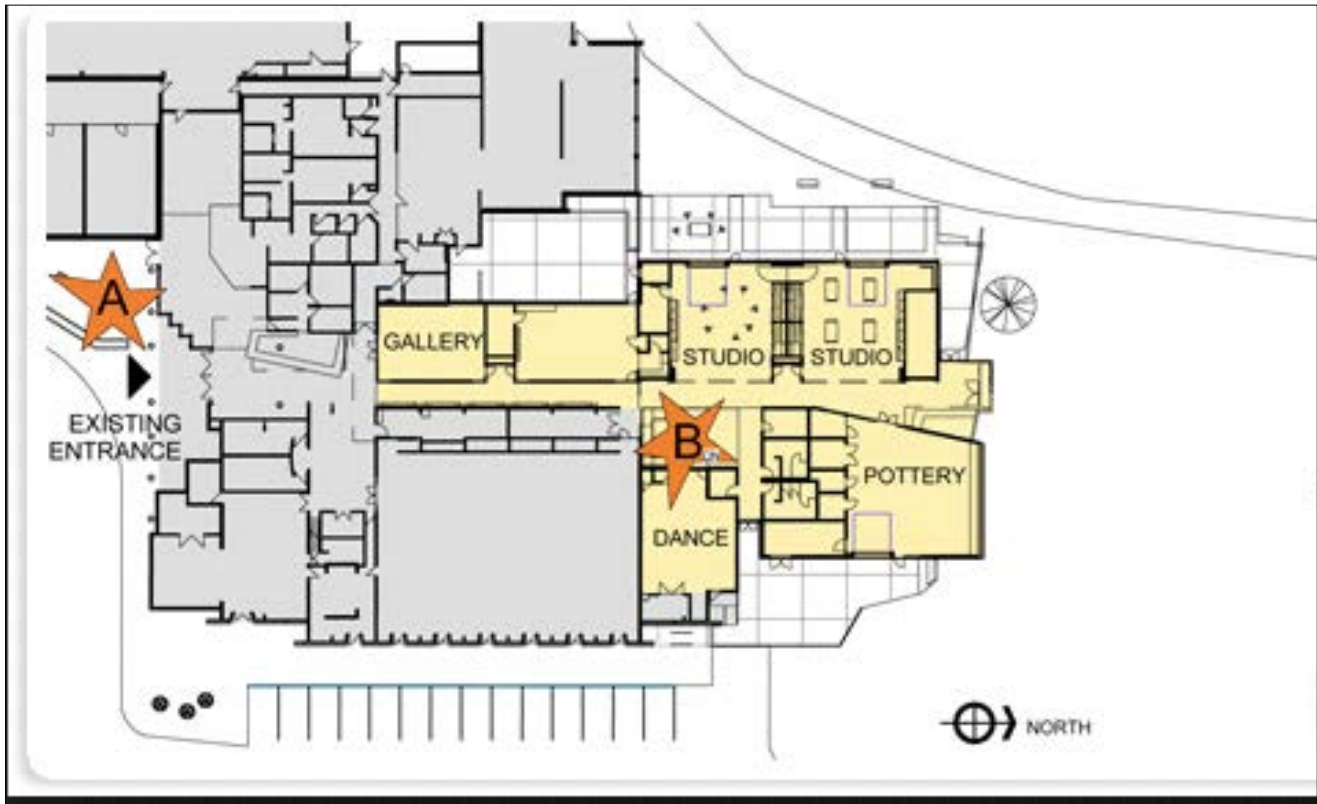 A
GALLERY
STUDIO
STUDIO
EXISTING
ENTRANCE
B
POTTERY
DANCE
NORTH